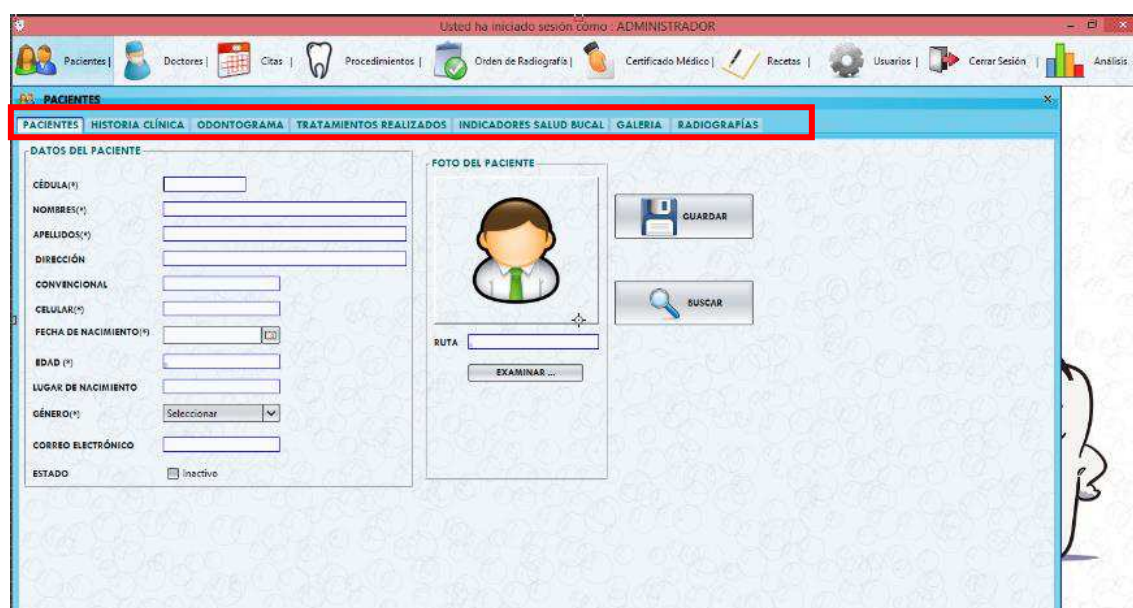 Usted ha iniciado sesión como : ADMINISTRADOR
Pacientes | Doctores | Citas | Procedimientos | Orden de Radiografía | Certificado Médico | Recetas | Usuarios | Cerrar Sesión | Análisis
PACIENTES
PACIENTES HISTORIA CLÍNICA ODONTOGRAMA TRATAMIENTOS REALIZADOS INDICADORES SALUD BUCAL GALERIA RADIOGRAFÍAS
DATOS DEL PACIENTE
CÉDULA(*)
NOMBRES(*)
APELLIDOS(*)
DIRECCIÓN
CONVENCIONAL
CELULAR(*)
FECHA DE NACIMIENTO(*)
EDAD (*)
LUGAR DE NACIMIENTO
GÉNERO(*) Seleccionar
CORREO ELECTRÓNICO
ESTADO Inactivo
FOTO DEL PACIENTE
RUTA
EXAMINAR ...
GUARDAR
BUSCAR